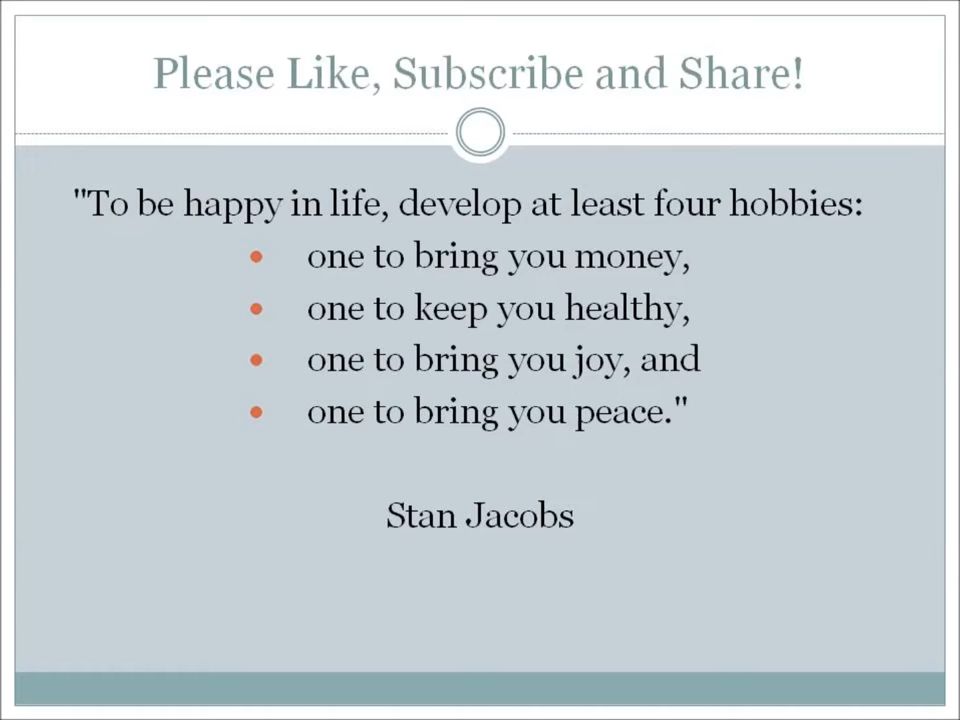 Please Like, Subscribe and Share!
"To be happy in life, develop at least four hobbies:
• one to bring you money,
• one to keep you healthy,
• one to bring you joy, and
• one to bring you peace."
Stan Jacobs